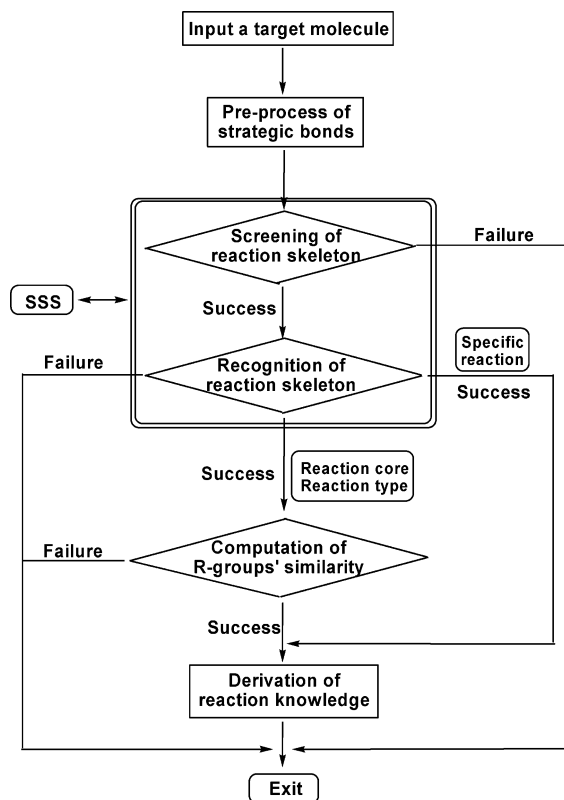 Input a target molecule
Pre-process of
strategic bonds
Screening of
reaction skeleton
Failure
SSS
Success
Specific
reaction
Failure
Recognition of
reaction skeleton
Success
Success
Reaction core
Reaction type
Failure
Computation of
R-groups' similarity
Success
Derivation of
reaction knowledge
Exit